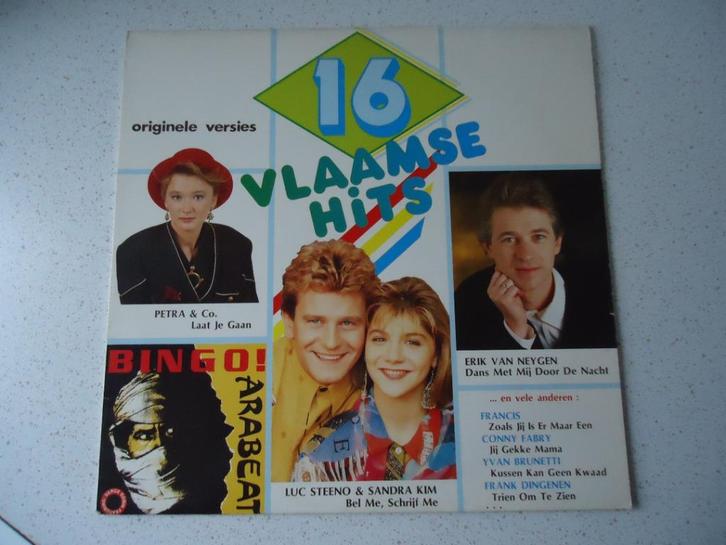 16
originele versies
VLAAMSE
HiTS
PETRA & Co.
Laat Je Gaan
BINGO!
ARABEAT
LUC STEENO & SANDRA KIM
Bel Me, Schrijf Me
ERIK VAN NEYGEN
Dans Met Mij Door De Nacht
... en vele anderen :
FRANCIS
Zoals Jij Is Er Maar Een
CONNY FABRY
Jij Gekke Mama
YVAN BRUNETTI
Kussen Kan Geen Kwaad
FRANK DINGENEN
Trien Om Te Zien
...